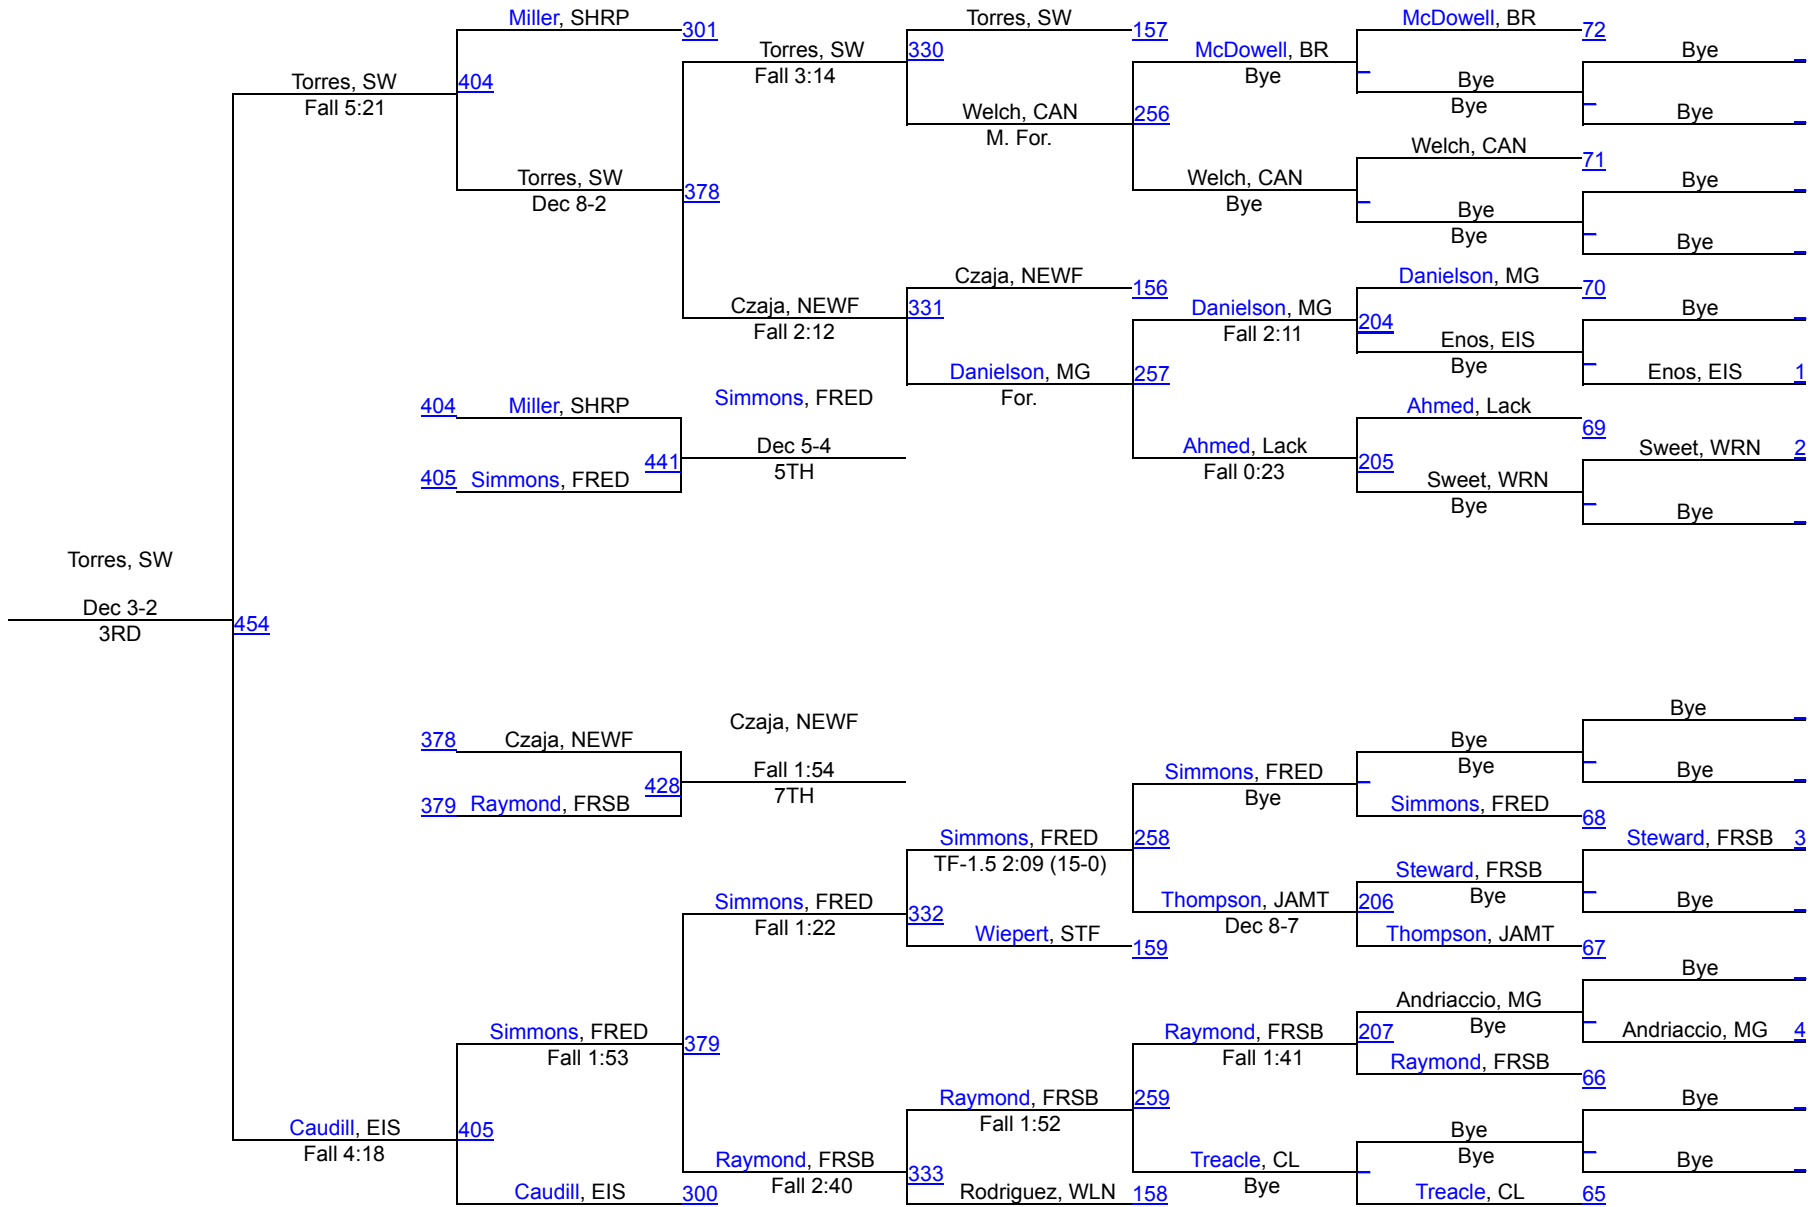 Miller, SHRP
301
Torres, SW
157
McDowell, BR
72
Torres, SW
Fall 3:14
330
McDowell, BR
Bye
Bye
Torres, SW
Fall 5:21
404
Bye
Bye
Bye
Welch, CAN
M. For.
256
Welch, CAN
71
Torres, SW
Dec 8-2
378
Welch, CAN
Bye
Bye
Bye
Bye
Bye
Czaja, NEWF
156
Danielson, MG
70
Czaja, NEWF
Fall 2:12
331
Danielson, MG
Fall 2:11
204
Bye
Enos, EIS
Bye
Enos, EIS 1
Danielson, MG
For.
257
404 Miller, SHRP
Simmons, FRED
Ahmed, Lack
69
441
Dec 5-4
5TH
Ahmed, Lack
Fall 0:23
205
Sweet, WRN 2
405 Simmons, FRED
Sweet, WRN
Bye
Bye
Torres, SW
Dec 3-2
3RD
454
Bye
378 Czaja, NEWF
Czaja, NEWF
Bye
Bye
Bye
428
Fall 1:54
7TH
Simmons, FRED
Bye
379 Raymond, FRSB
Simmons, FRED
68
Simmons, FRED
TF-1.5 2:09 (15-0)
258
Steward, FRSB 3
Steward, FRSB
Bye
Simmons, FRED
Fall 1:22
332
Thompson, JAMT
Dec 8-7
206
Bye
Wiepert, STF
159
Thompson, JAMT
67
Bye
Andriaccio, MG
Bye
Simmons, FRED
Fall 1:53
379
Raymond, FRSB
Fall 1:41
207
Andriaccio, MG 4
Raymond, FRSB
66
Raymond, FRSB
Fall 1:52
259
Bye
Caudill, EIS
Fall 4:18
405
Bye
Bye
Raymond, FRSB
Fall 2:40
333
Treacle, CL
Bye
Bye
Caudill, EIS
300
Rodriguez, WLN
158
Treacle, CL
65